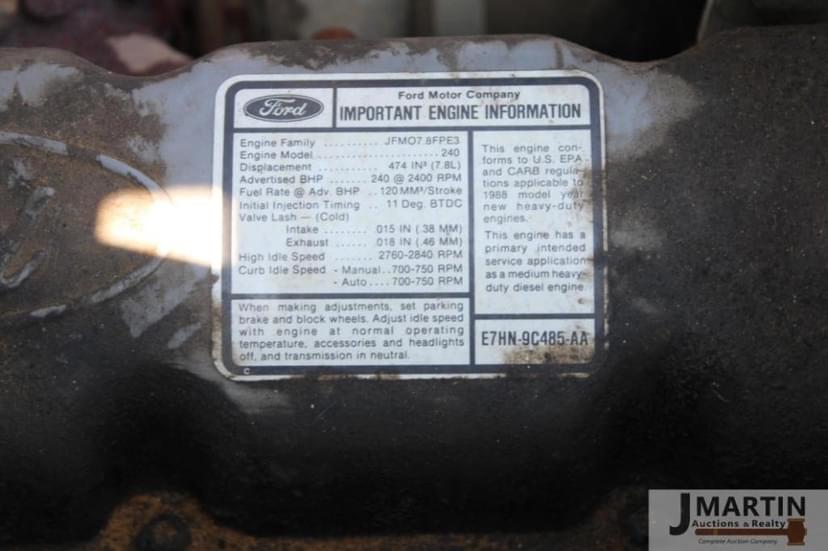 Ford
Ford Motor Company
IMPORTANT ENGINE INFORMATION
Engine Family .......... JFMO7.8FPE3
Engine Model ...................... 240
Displacement ........... 474 IN³ (7.8L)
Advertised BHP ..... 240 @ 2400 RPM
Fuel Rate @ Adv. BHP .. 120 MM³/Stroke
Initial Injection Timing .. 11 Deg. BTDC
Valve Lash — (Cold)
Intake ...... .015 IN (.38 MM)
Exhaust ..... .018 IN (.46 MM)
High Idle Speed ....... 2760-2840 RPM
Curb Idle Speed - Manual..700-750 RPM
- Auto....700-750 RPM
This engine con-
forms to U.S. EPA
and CARB regula-
tions applicable to
1988 model year
new heavy-duty
engines.
This engine has a
primary intended
service application
as a medium heavy-
duty diesel engine.
When making adjustments, set parking
brake and block wheels. Adjust idle speed
with engine at normal operating
temperature, accessories and headlights
off, and transmission in neutral.
E7HN-9C485-AA
C
J MARTIN
Auctions & Realty
Complete Auction Company